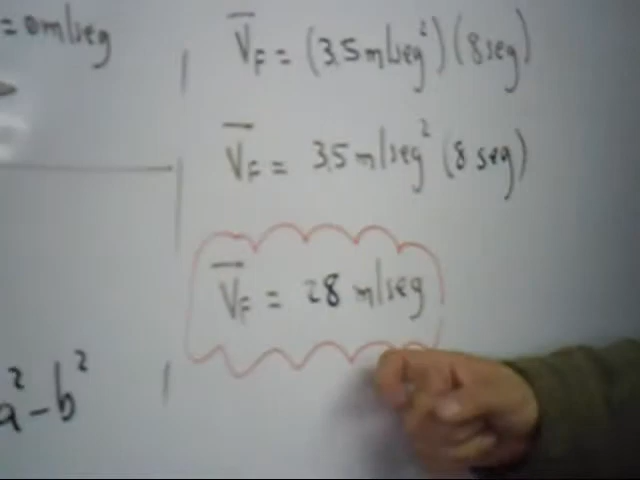 = 0m/seg
V̅F = (3.5 m/seg²) (8 seg)
V̅F = 3.5 m/seg² (8 seg)
V̅F = 28 m/seg
a² - b²